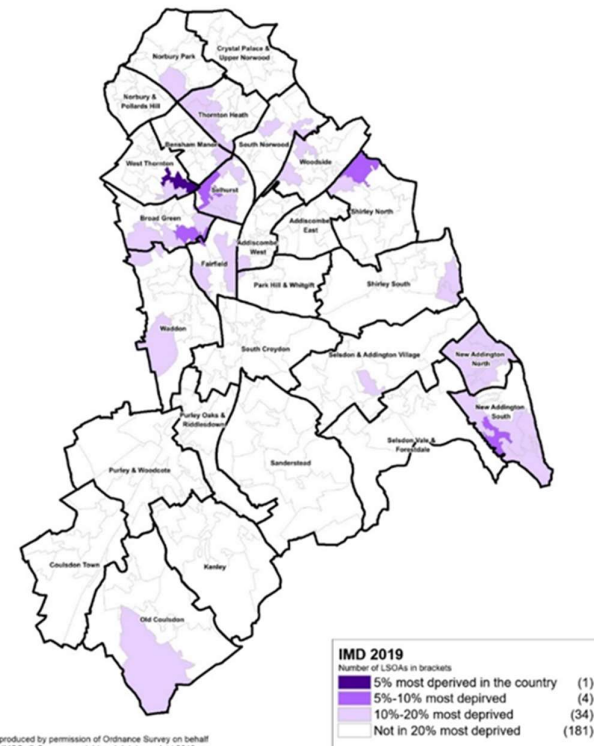 Norbury Park
Crystal Palace &
Upper Norwood
Norbury &
Pollards Hill
Thornton Heath
Bensham Manor
South Norwood
West Thornton
Woodside
Selhurst
Shirley North
Broad Green
Addiscombe
East
Addiscombe
West
Fairfield
Park Hill & Whitgift
Shirley South
Waddon
South Croydon
Selsdon & Addington Village
New Addington
North
New Addington
South
Purley Oaks &
Riddlesdown
Selsdon Vale &
Forestdale
Sanderstead
Purley & Woodcote
Coulsdon Town
Kenley
Old Coulsdon
IMD 2019
Number of LSOAs in brackets
5% most dperived in the country (1)
5%-10% most depirved (4)
10%-20% most deprived (34)
Not in 20% most deprived (181)
produced by permission of Ordnance Survey on behalf